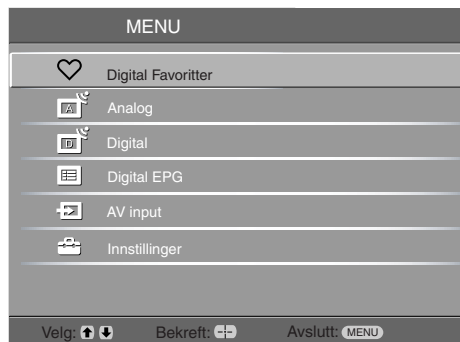 MENU
Digital Favoritter
A Analog
D Digital
Digital EPG
AV input
Innstillinger
Velg: Bekreft: Avslutt: MENU